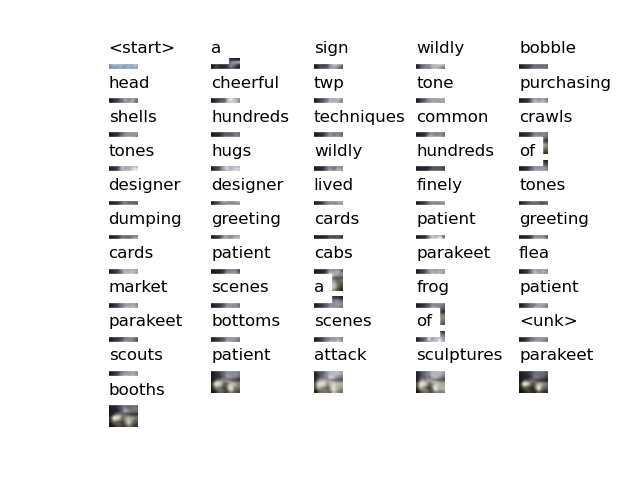 <start> a sign wildly bobble
head cheerful twp tone purchasing
shells hundreds techniques common crawls
tones hugs wildly hundreds of
designer designer lived finely tones
dumping greeting cards patient greeting
cards patient cabs parakeet flea
market scenes a frog patient
parakeet bottoms scenes of <unk>
scouts patient attack sculptures parakeet
booths